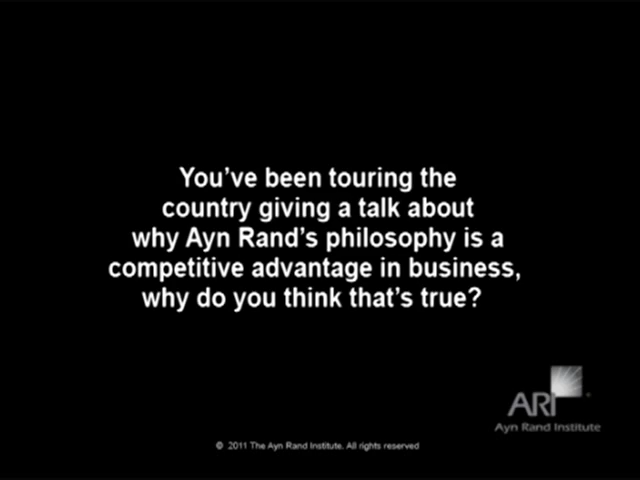 You've been touring the
country giving a talk about
why Ayn Rand's philosophy is a
competitive advantage in business,
why do you think that's true?
ARI
Ayn Rand Institute
© 2011 The Ayn Rand Institute. All rights reserved